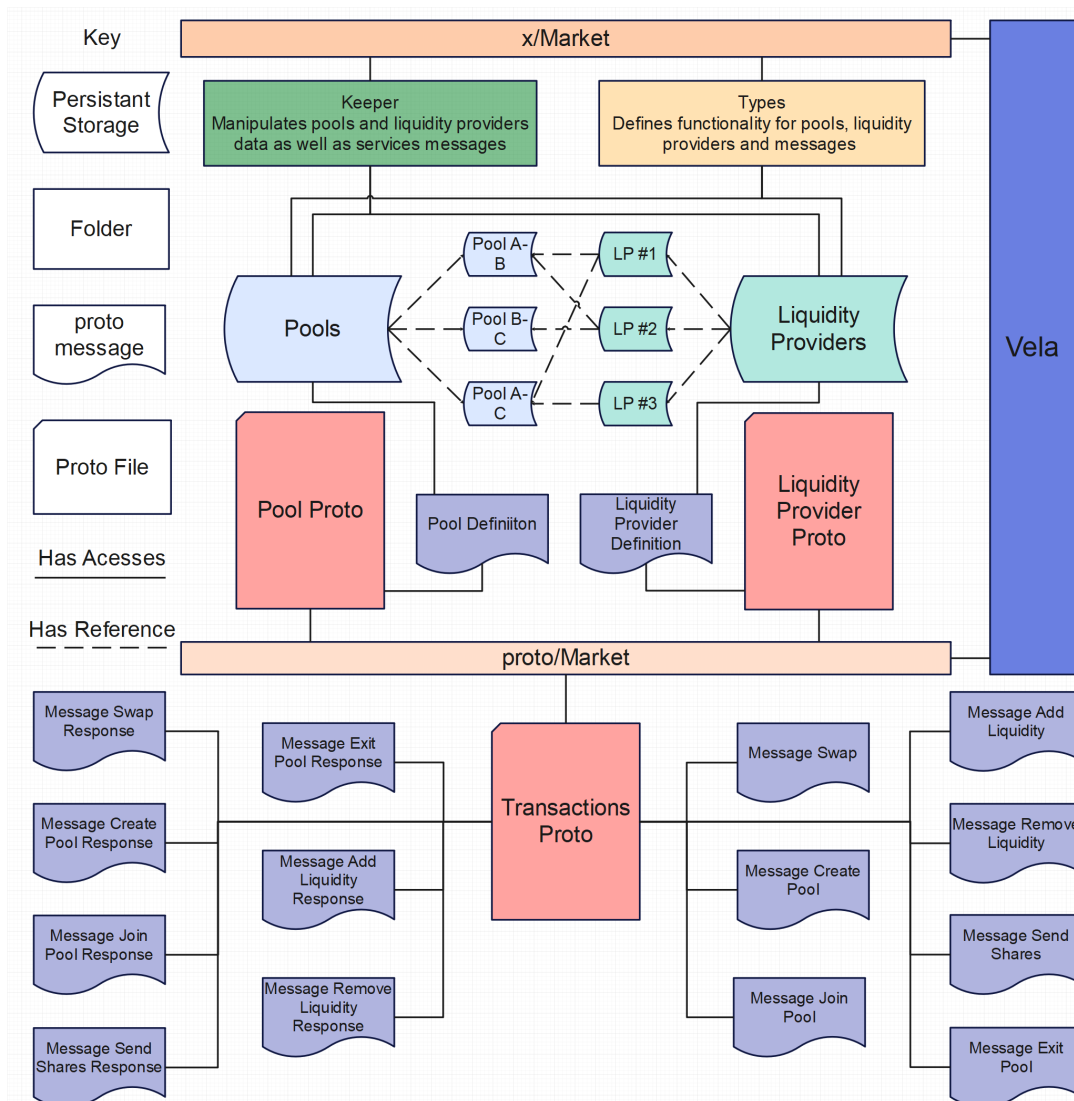 Key
x/Market
Persistant
Storage
Keeper
Manipulates pools and liquidity providers
data as well as services messages
Types
Defines functionality for pools, liquidity
providers and messages
Folder
proto
message
Proto File
Has Acesses
Has Reference
Pools
Pool A-
B
Pool B-
C
Pool A-
C
LP #1
LP #2
LP #3
Liquidity
Providers
Vela
Pool Proto
Pool Definiiton
Liquidity
Provider
Definition
Liquidity
Provider
Proto
proto/Market
Message Swap
Response
Message Create
Pool Response
Message Join
Pool Response
Message Send
Shares Response
Message Exit
Pool Response
Message Add
Liquidity
Response
Message Remove
Liquidity
Response
Transactions
Proto
Message Swap
Message Create
Pool
Message Join
Pool
Message Add
Liquidity
Message Remove
Liquidity
Message Send
Shares
Message Exit
Pool